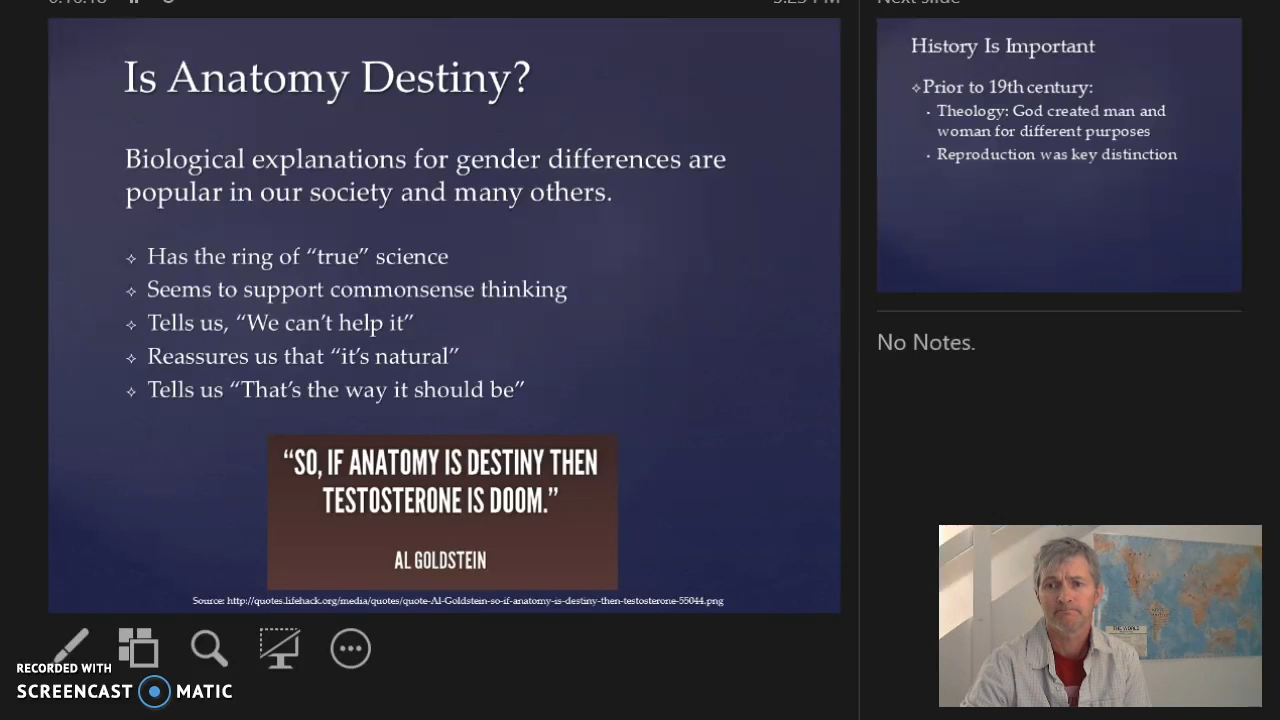 Next slide
Is Anatomy Destiny?
Biological explanations for gender differences are
popular in our society and many others.
Has the ring of “true” science
Seems to support commonsense thinking
Tells us, “We can’t help it”
Reassures us that “it’s natural”
Tells us “That’s the way it should be”
“SO, IF ANATOMY IS DESTINY THEN
TESTOSTERONE IS DOOM.”
AL GOLDSTEIN
Source: http://quotes.lifehack.org/media/quotes/quote-Al-Goldstein-so-if-anatomy-is-destiny-then-testosterone-55044.png
History Is Important
Prior to 19th century:
Theology: God created man and
woman for different purposes
Reproduction was key distinction
No Notes.
RECORDED WITH
SCREENCAST MATIC